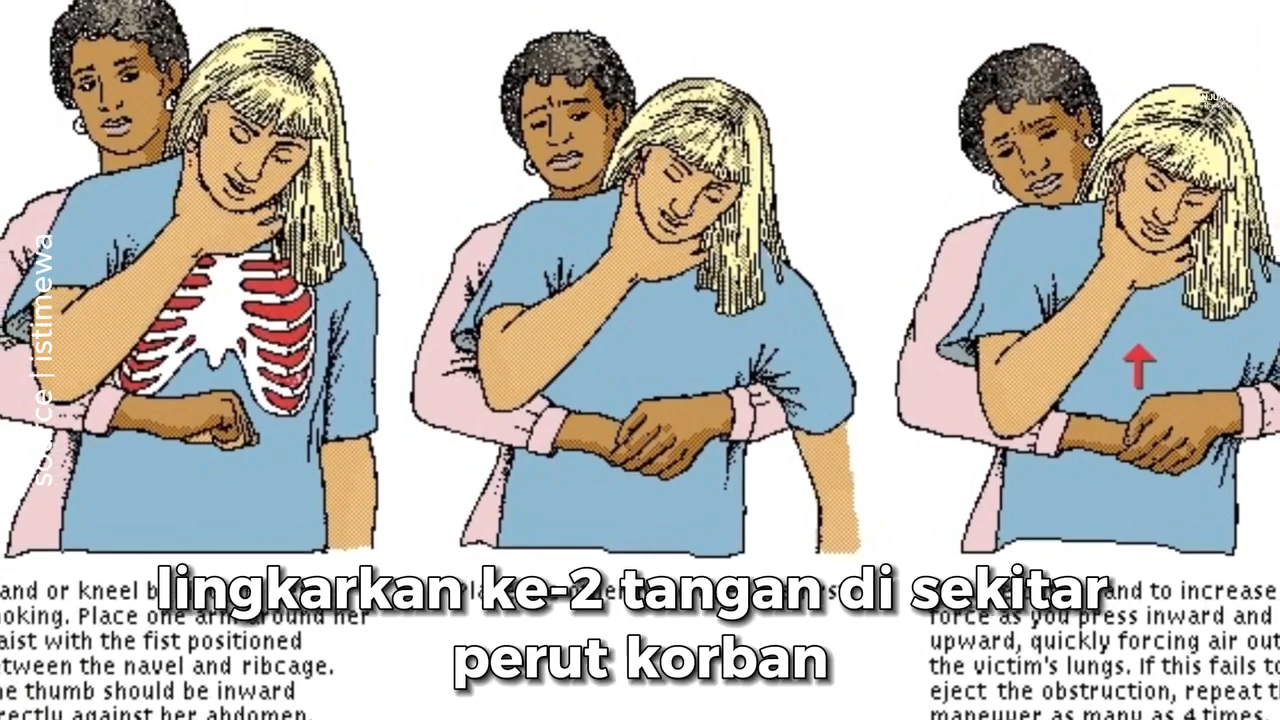 source | istimewa
and or kneel b
oking. Place one arm around her
aist with the fist positioned
etween the navel and ribcage.
he thumb should be inward
rectly against her abdomen.
lingkarkan ke-2 tangan di sekitar
perut korban
and to increase
force as you press inward and
upward, quickly forcing air out
the victim's lungs. If this fails to
eject the obstruction, repeat th
maneuver as many as 4 times.